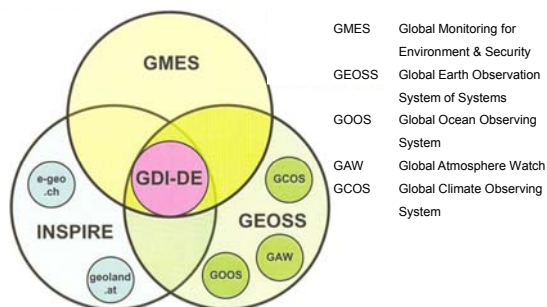 GMES
GDI-DE
e-geo
.ch
INSPIRE
geoland
.at
GEOSS
GCOS
GAW
GOOS
GMES Global Monitoring for
Environment & Security
GEOSS Global Earth Observation
System of Systems
GOOS Global Ocean Observing
System
GAW Global Atmosphere Watch
GCOS Global Climate Observing
System